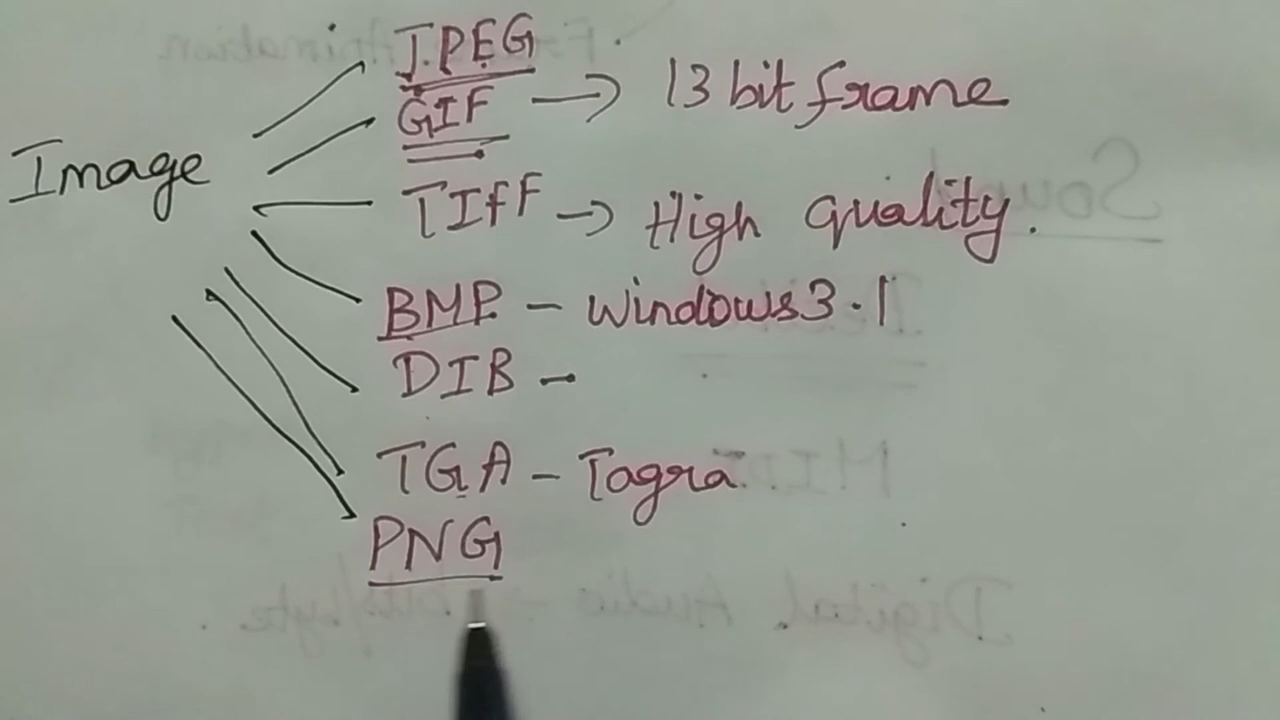 JPEG
GIF → 13 bit frame
Image
TIFF → High Quality.
BMP - Windows 3.1
DIB -
TGA - Tagra
PNG